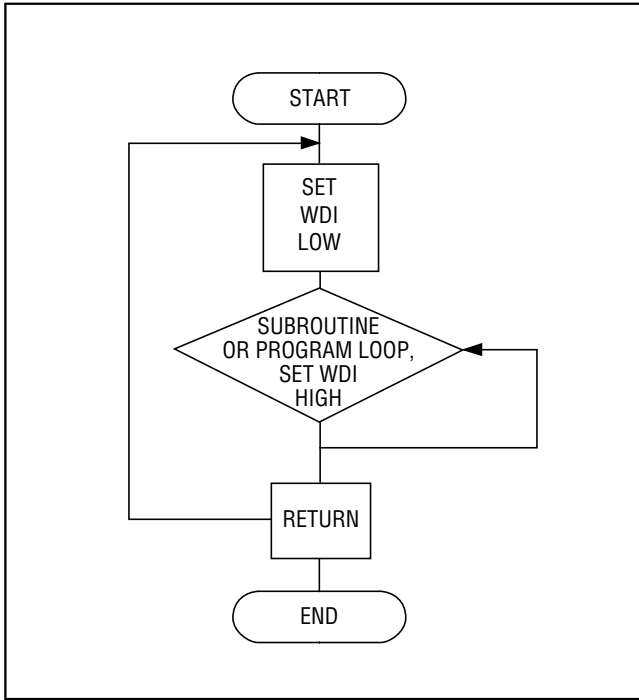 START
SET
WDI
LOW
SUBROUTINE
OR PROGRAM LOOP,
SET WDI
HIGH
RETURN
END